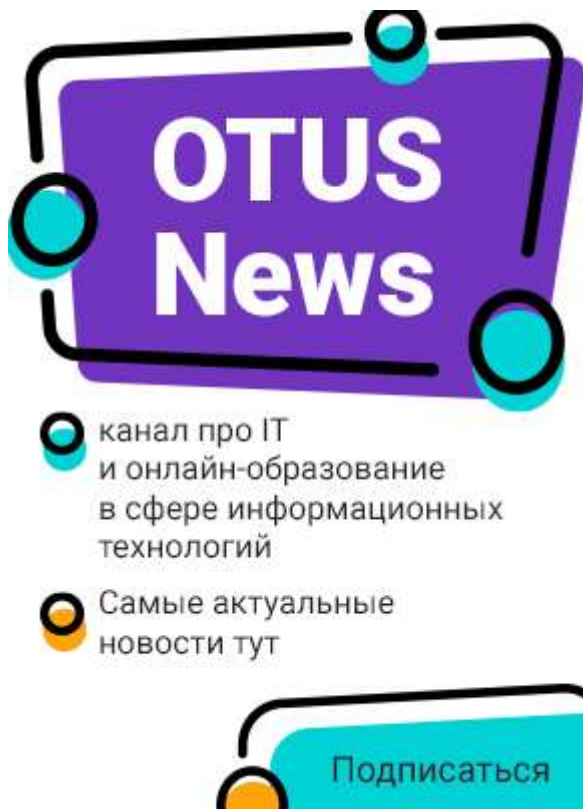 OTUS
News
канал про IT
и онлайн-образование
в сфере информационных
технологий
Самые актуальные
новости тут
Подписаться